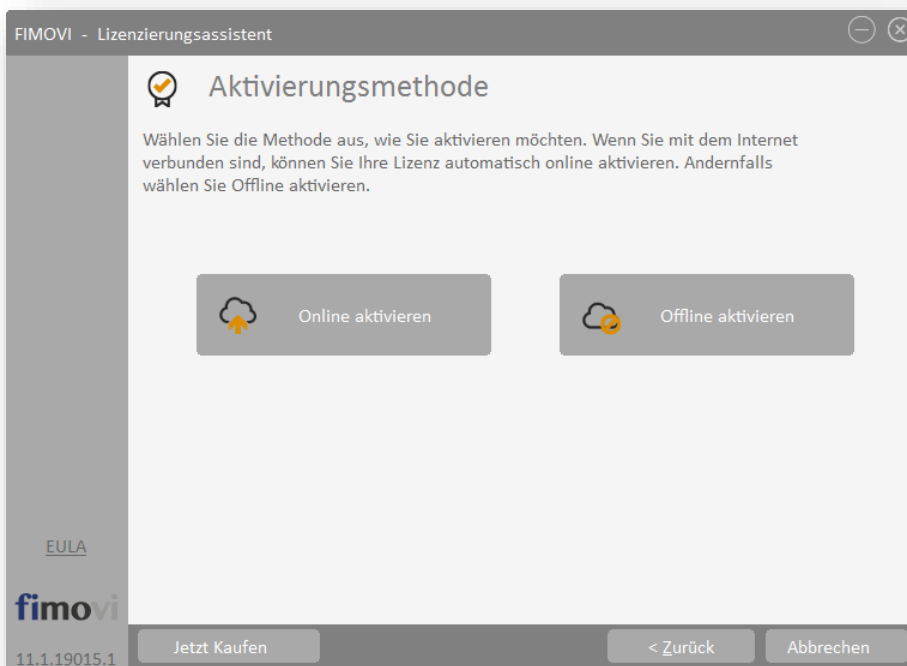 FIMOVI - Lizenzierungsassistent
Aktivierungsmethode
Wählen Sie die Methode aus, wie Sie aktivieren möchten. Wenn Sie mit dem Internet
verbunden sind, können Sie Ihre Lizenz automatisch online aktivieren. Andernfalls
wählen Sie Offline aktivieren.
Online aktivieren
Offline aktivieren
EULA
fimovi
11.1.19015.1
Jetzt Kaufen
< Zurück
Abbrechen